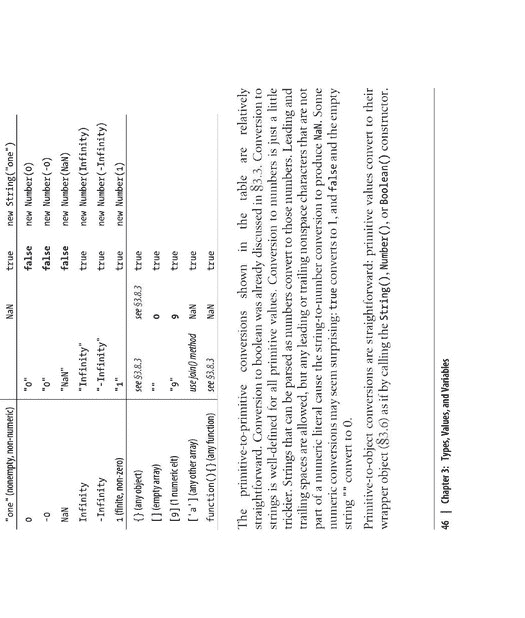 "one" (nonempty, non-numeric) NaN true new String("one")
0 "0" false new Number(0)
-0 "0" false new Number(-0)
NaN "NaN" false new Number(NaN)
Infinity "Infinity" true new Number(Infinity)
-Infinity "-Infinity" true new Number(-Infinity)
1 (finite, non-zero) "1" true new Number(1)
{} (any object) see §3.8.3 see §3.8.3 true
[] (empty array) "" 0 true
[9] (1 numeric elt) "9" 9 true
['a'] (any other array) use join() method NaN true
function(){} (any function) see §3.8.3 NaN true
The primitive-to-primitive conversions shown in the table are relatively
straightforward. Conversion to boolean was already discussed in §3.3. Conversion to
strings is well-defined for all primitive values. Conversion to numbers is just a little
trickier. Strings that can be parsed as numbers convert to those numbers. Leading and
trailing spaces are allowed, but any leading or trailing nonspace characters that are not
part of a numeric literal cause the string-to-number conversion to produce NaN. Some
numeric conversions may seem surprising: true converts to 1, and false and the empty
string "" convert to 0.
Primitive-to-object conversions are straightforward: primitive values convert to their
wrapper object (§3.6) as if by calling the String(), Number(), or Boolean() constructor.
46 | Chapter 3: Types, Values, and Variables